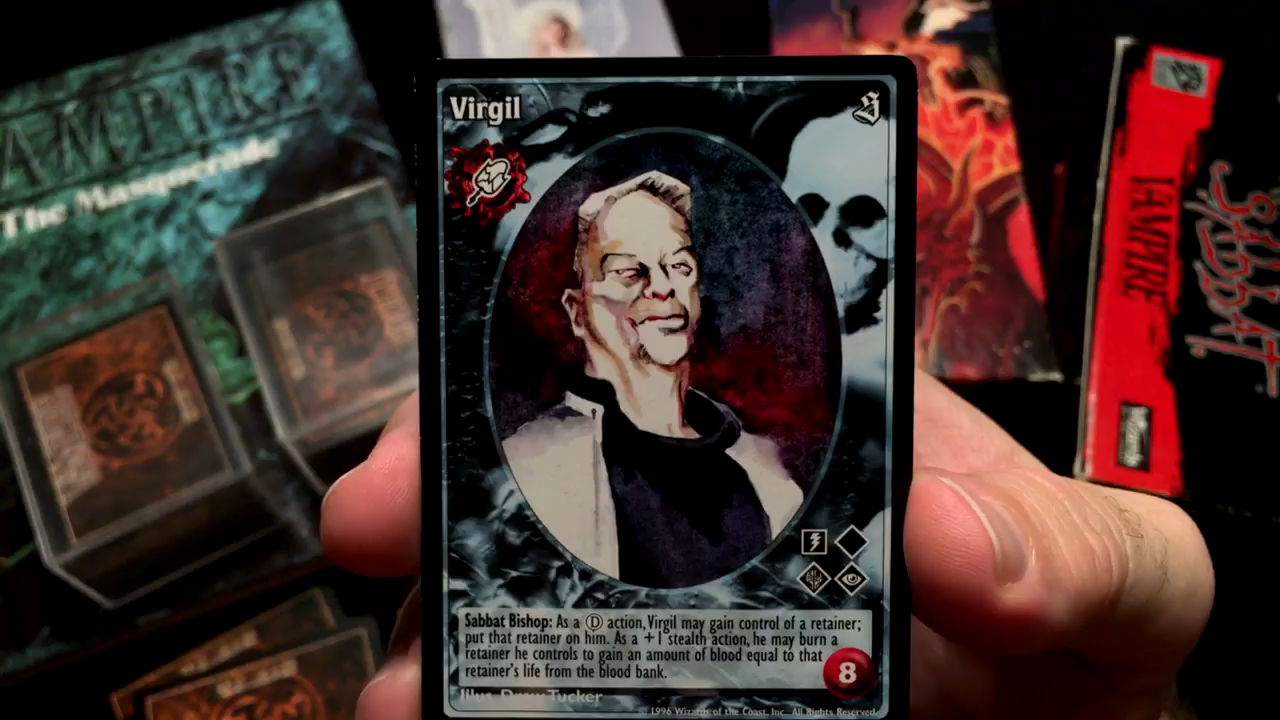 AMPIRE
The Masquerade
Virgil
VAMPIRE
SABBAT
Sabbat Bishop: As a Ⓓ action, Virgil may gain control of a retainer;
put that retainer on him. As a +1 stealth action, he may burn a
retainer he controls to gain an amount of blood equal to that
retainer's life from the blood bank.
8
Illus. Drew Tucker
© 1996 Wizards of the Coast, Inc. All Rights Reserved.